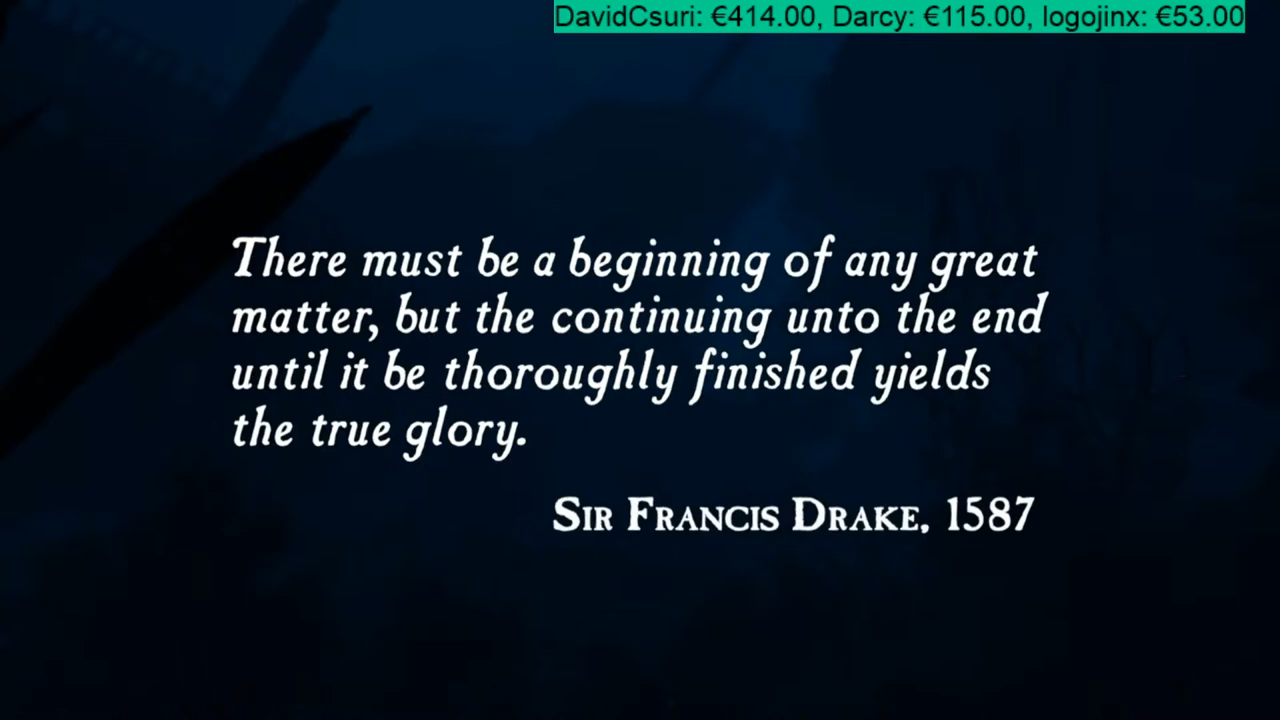 DavidCsuri: €414.00, Darcy: €115.00, logojinx: €53.00
There must be a beginning of any great
matter, but the continuing unto the end
until it be thoroughly finished yields
the true glory.
SIR FRANCIS DRAKE, 1587